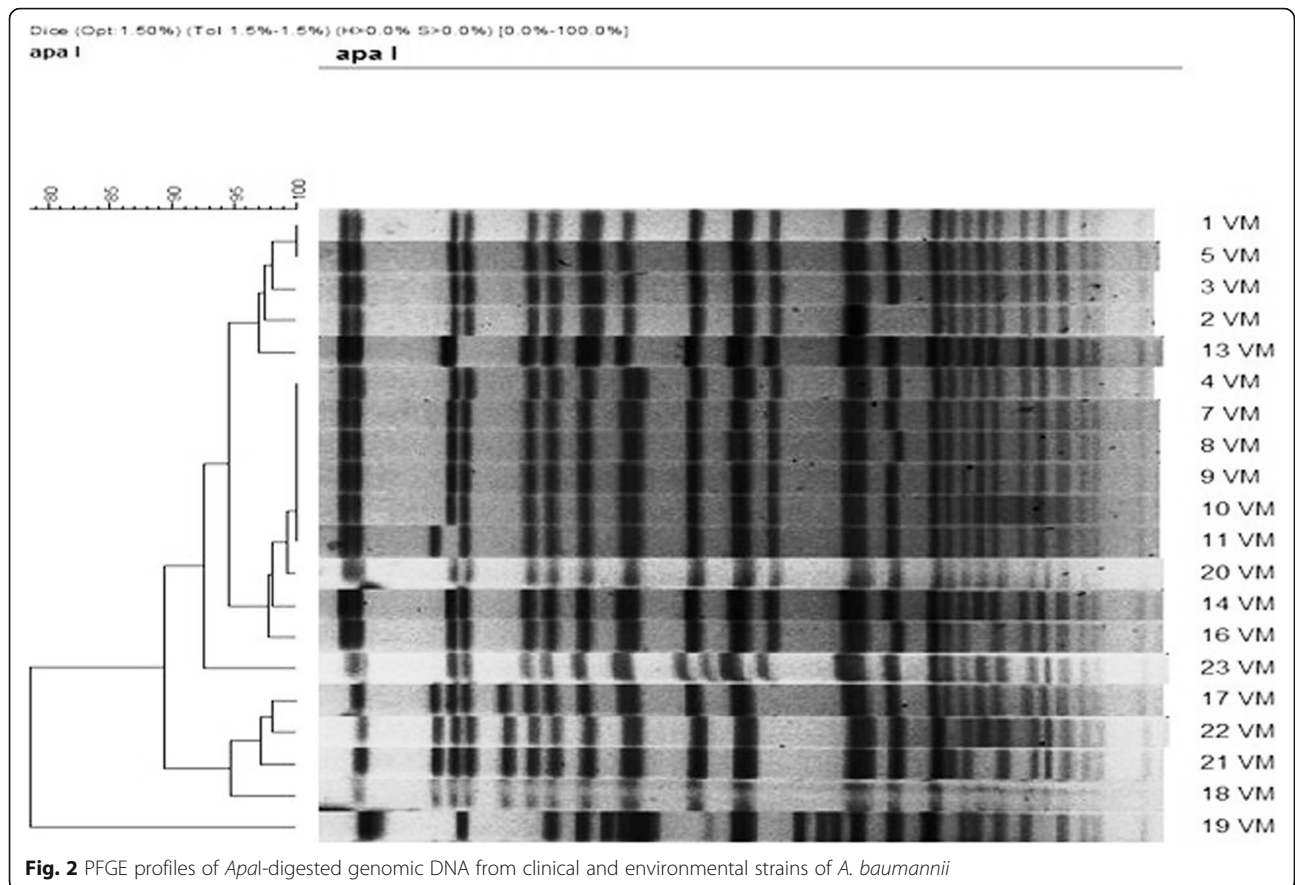 Dice (Opt:1.50%) (Tol 1.5%-1.5%) (H>0.0% S>0.0%) [0.0%-100.0%]
apa I
apa I
80
85
90
95
100
1 VM
5 VM
3 VM
2 VM
13 VM
4 VM
7 VM
8 VM
9 VM
10 VM
11 VM
20 VM
14 VM
16 VM
23 VM
17 VM
22 VM
21 VM
18 VM
19 VM
Fig. 2 PFGE profiles of ApaI-digested genomic DNA from clinical and environmental strains of A. baumannii